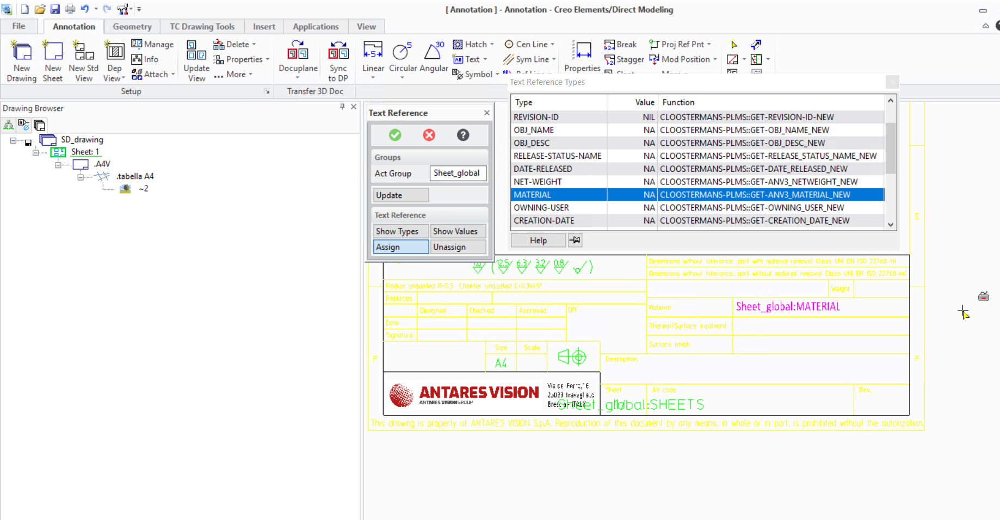 [ Annotation ] - Annotation - Creo Elements/Direct Modeling
File
Annotation
Geometry
TC Drawing Tools
Insert
Applications
View
New Drawing
New Sheet
New Std View
Dep View
Manage
Info
Attach
Update View
Delete
Properties
... More
Docuplane
Sync to DP
Linear
Circular
Angular
Hatch
Text
Symbol
Cen Line
Sym Line
Properties
Break
Stagger
Proj Ref Pnt
Mod Position
Setup
Transfer 3D Doc
Drawing Browser
SD_drawing
Sheet: 1
.A4V
.tabella A4
~2
Text Reference
Groups
Act Group
Sheet_global
Update
Text Reference
Show Types
Show Values
Assign
Unassign
Text Reference Types
Type Value Function
REVISION-ID NIL CLOOSTERMANS-PLMS::GET-REVISION-ID-NEW
OBJ_NAME NA CLOOSTERMANS-PLMS::GET-OBJ_NAME_NEW
OBJ_DESC NA CLOOSTERMANS-PLMS::GET-OBJ_DESC_NEW
RELEASE-STATUS-NAME NA CLOOSTERMANS-PLMS::GET-RELEASE_STATUS_NAME_NEW
DATE-RELEASED NA CLOOSTERMANS-PLMS::GET-DATE_RELEASED_NEW
NET-WEIGHT NA CLOOSTERMANS-PLMS::GET-ANV3_NETWEIGHT_NEW
MATERIAL NA CLOOSTERMANS-PLMS::GET-ANV3_MATERIAL_NEW
OWNING-USER NA CLOOSTERMANS-PLMS::GET-OWNING_USER_NEW
CREATION-DATE NA CLOOSTERMANS-PLMS::GET-CREATION_DATE_NEW
Help
E
( 12.5 6.3 3.2 0.8 )
Dimensions without tolerance, part with material removal Class UNI EN ISO 22768-mH
Dimensions without tolerance, part without material removal Class UNI EN ISO 22768-mK
Radius unquoted R=0.3 Chamfer unquoted C=0.3x45°
Weight
Replaces
Designed
Checked
Approved
DM
Date
Signature
Material
Sheet_global:MATERIAL
Thermal/Surface treatment
Surface finish
Size
Scale
A4
F
F
Description
ANTARES VISION
ANTARES VISION GROUP
Via del Ferro,16
25039 Travagliato
Brescia - ITALY
Sheet
AV code
Rev.
Sheet_global:SHEETS
This drawing is property of ANTARES VISION S.p.A. Reproduction of this document by any means, in whole or in part, is prohibited without the autorization.